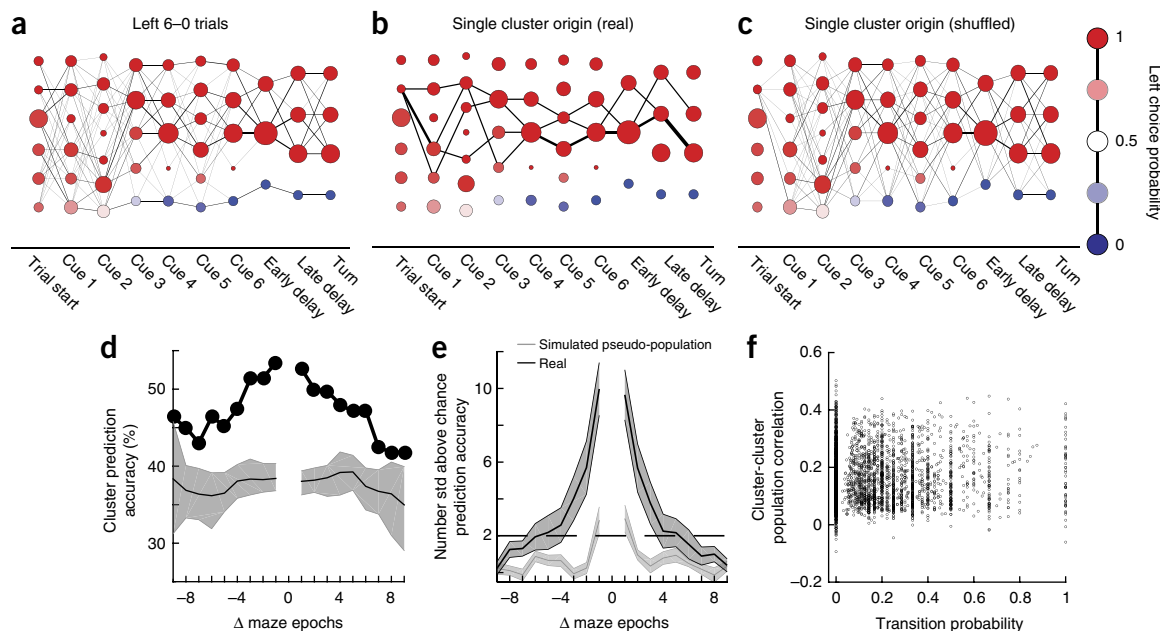 a
Left 6–0 trials
b
Single cluster origin (real)
c
Single cluster origin (shuffled)
1
0.5
0
Left choice probability
Trial start
Cue 1
Cue 2
Cue 3
Cue 4
Cue 5
Cue 6
Early delay
Late delay
Turn
Trial start
Cue 1
Cue 2
Cue 3
Cue 4
Cue 5
Cue 6
Early delay
Late delay
Turn
Trial start
Cue 1
Cue 2
Cue 3
Cue 4
Cue 5
Cue 6
Early delay
Late delay
Turn
d
Cluster prediction
accuracy (%)
50
40
30
−8
−4
0
4
8
Δ maze epochs
e
Simulated pseudo-population
Real
Number std above chance
prediction accuracy
10
6
2
−8
−4
0
4
8
Δ maze epochs
f
Cluster-cluster
population correlation
0.6
0.4
0.2
0
−0.2
0
0.2
0.4
0.6
0.8
1
Transition probability